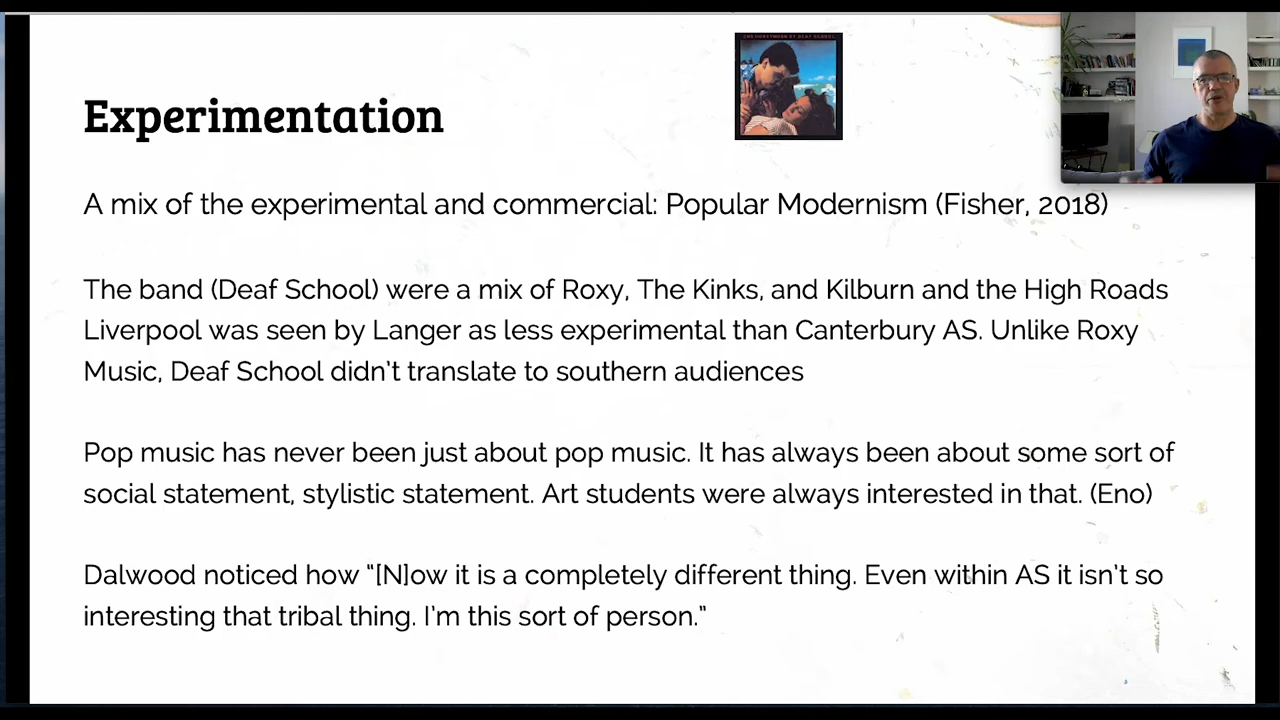 2ND HONEYMOON BY DEAF SCHOOL
Experimentation
A mix of the experimental and commercial: Popular Modernism (Fisher, 2018)
The band (Deaf School) were a mix of Roxy, The Kinks, and Kilburn and the High Roads
Liverpool was seen by Langer as less experimental than Canterbury AS. Unlike Roxy
Music, Deaf School didn't translate to southern audiences
Pop music has never been just about pop music. It has always been about some sort of
social statement, stylistic statement. Art students were always interested in that. (Eno)
Dalwood noticed how "[N]ow it is a completely different thing. Even within AS it isn't so
interesting that tribal thing. I'm this sort of person."